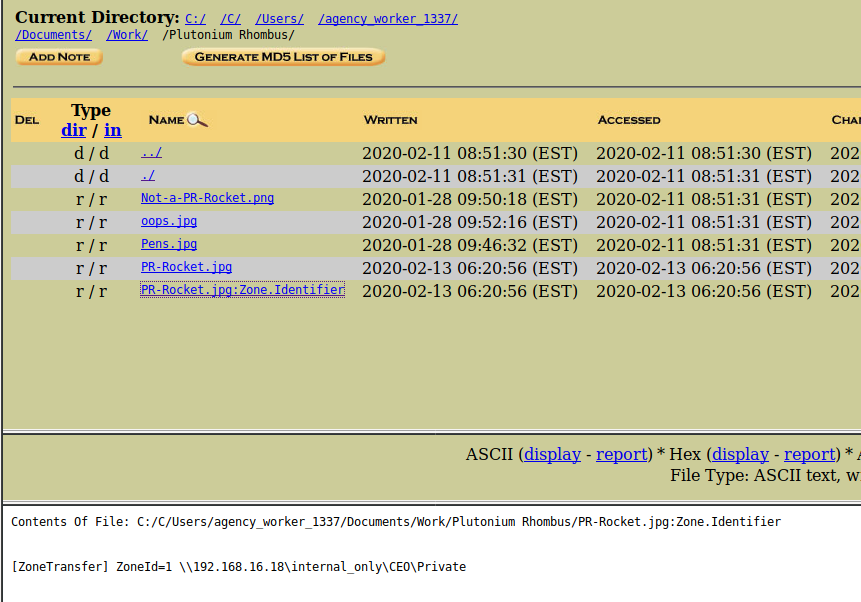 Current Directory: C:/ /C/ /Users/ /agency_worker_1337/
/Documents/ /Work/ /Plutonium Rhombus/
ADD NOTE GENERATE MD5 LIST OF FILES
DEL Type dir / in NAME WRITTEN ACCESSED
d / d ../ 2020-02-11 08:51:30 (EST) 2020-02-11 08:51:30 (EST) 202
d / d ./ 2020-02-11 08:51:31 (EST) 2020-02-11 08:51:31 (EST) 202
r / r Not-a-PR-Rocket.png 2020-01-28 09:50:18 (EST) 2020-02-11 08:51:31 (EST) 202
r / r oops.jpg 2020-01-28 09:52:16 (EST) 2020-02-11 08:51:31 (EST) 202
r / r Pens.jpg 2020-01-28 09:46:32 (EST) 2020-02-11 08:51:31 (EST) 202
r / r PR-Rocket.jpg 2020-02-13 06:20:56 (EST) 2020-02-13 06:20:56 (EST) 202
r / r PR-Rocket.jpg:Zone.Identifier 2020-02-13 06:20:56 (EST) 2020-02-13 06:20:56 (EST) 202
ASCII (display - report) * Hex (display - report) *
File Type: ASCII text, w
Contents Of File: C:/C/Users/agency_worker_1337/Documents/Work/Plutonium Rhombus/PR-Rocket.jpg:Zone.Identifier
[ZoneTransfer] ZoneId=1 \\192.168.16.18\internal_only\CEO\Private